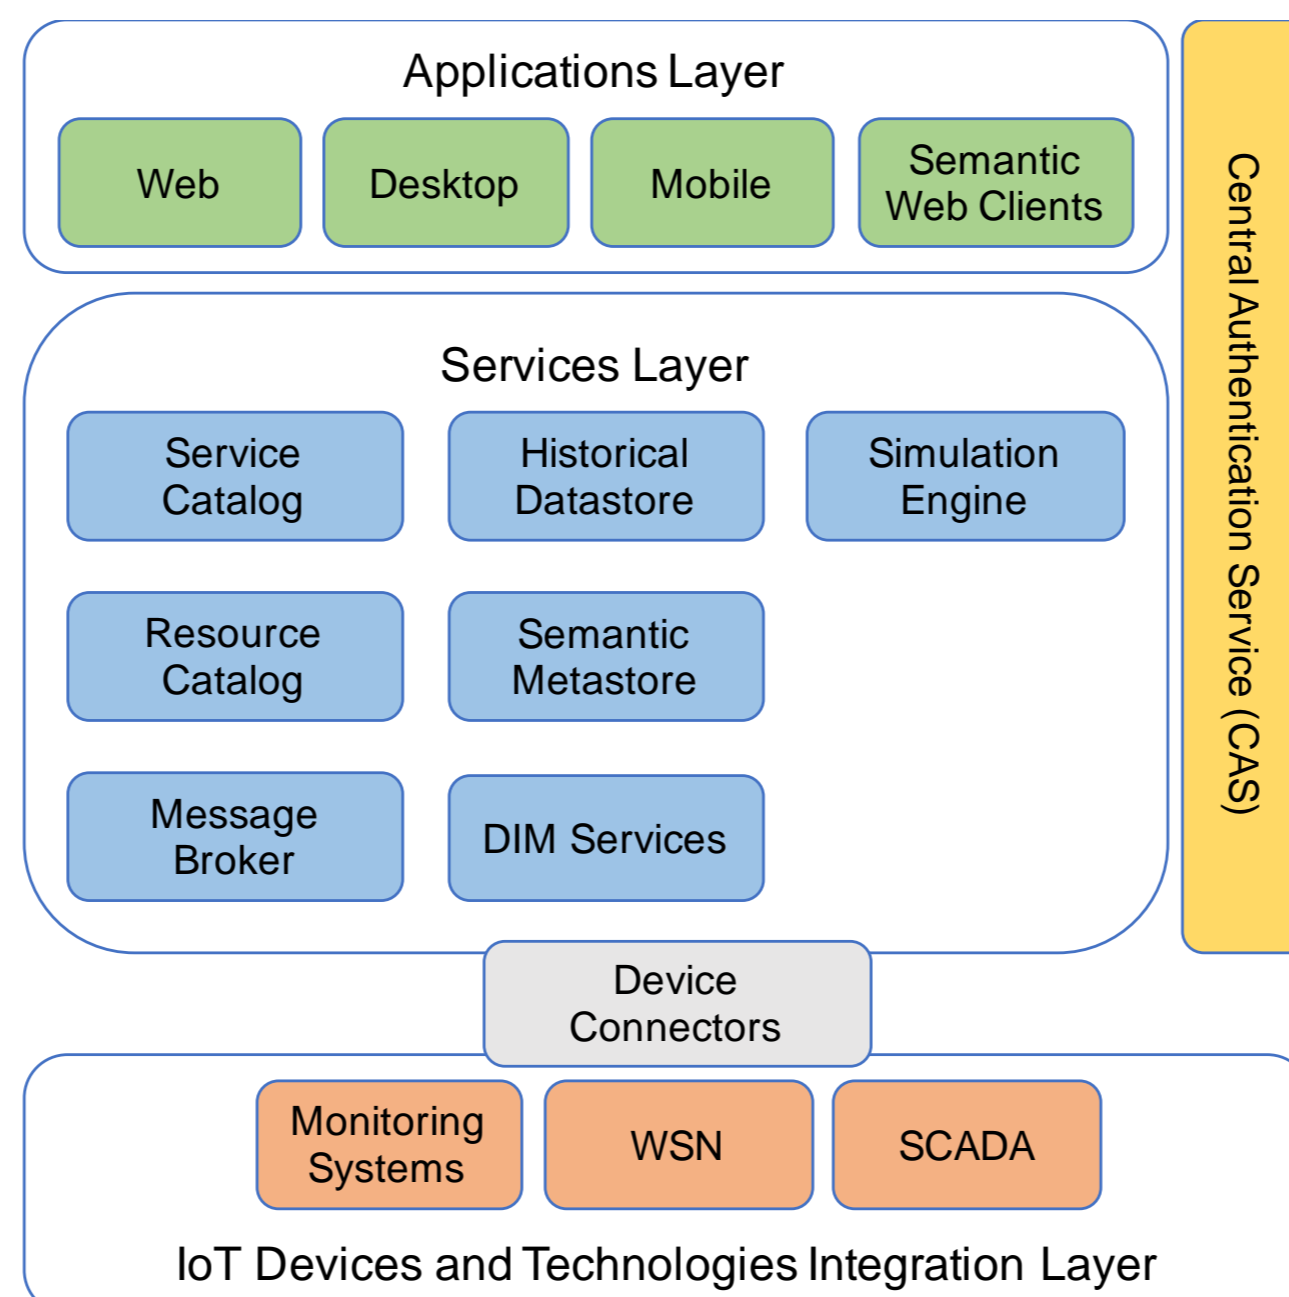 Applications Layer
Web
Desktop
Mobile
Semantic
Web Clients
Central Authentication Service (CAS)
Services Layer
Service
Catalog
Historical
Datastore
Simulation
Engine
Resource
Catalog
Semantic
Metastore
Message
Broker
DIM Services
Device
Connectors
Monitoring
Systems
WSN
SCADA
IoT Devices and Technologies Integration Layer